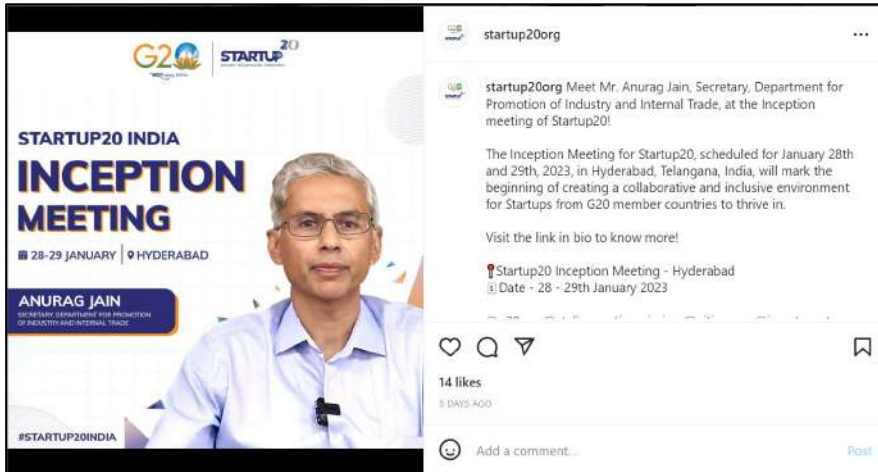 G20
STARTUP20
STARTUP20 INDIA
INCEPTION
MEETING
28-29 JANUARY | HYDERABAD
ANURAG JAIN
SECRETARY, DEPARTMENT FOR PROMOTION
OF INDUSTRY AND INTERNAL TRADE
#STARTUP20INDIA
startup20org
startup20org Meet Mr. Anurag Jain, Secretary, Department for
Promotion of Industry and Internal Trade, at the Inception
meeting of Startup20!
The Inception Meeting for Startup20, scheduled for January 28th
and 29th, 2023, in Hyderabad, Telangana, India, will mark the
beginning of creating a collaborative and inclusive environment
for Startups from G20 member countries to thrive in.
Visit the link in bio to know more!
📍Startup20 Inception Meeting - Hyderabad
🗓Date - 28 - 29th January 2023
14 likes
5 DAYS AGO
Add a comment...
Post